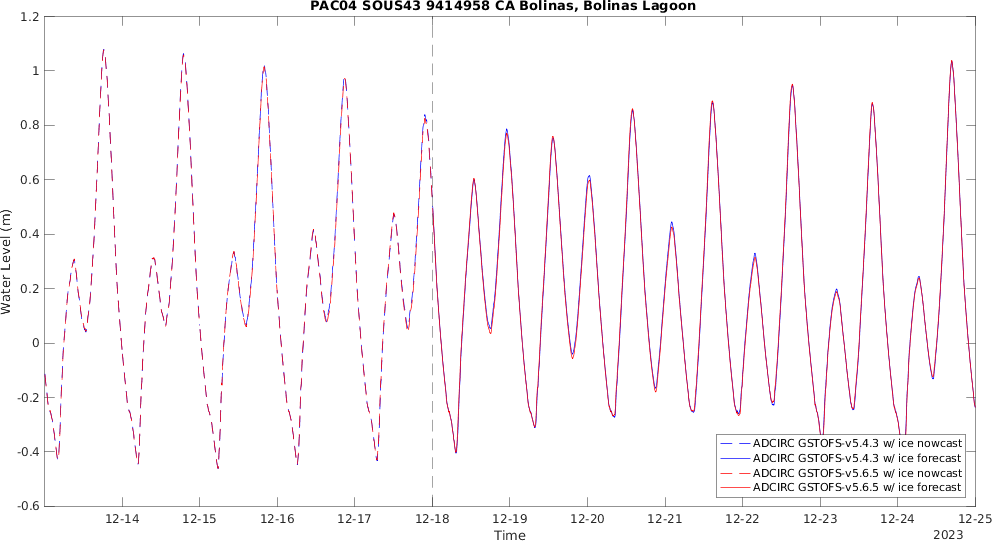 PAC04 SOUS43 9414958 CA Bolinas, Bolinas Lagoon
1.2
1
0.8
0.6
0.4
0.2
0
-0.2
-0.4
-0.6
Water Level (m)
ADCIRC GSTOFS-v5.4.3 w/ ice nowcast
ADCIRC GSTOFS-v5.4.3 w/ ice forecast
ADCIRC GSTOFS-v5.6.5 w/ ice nowcast
ADCIRC GSTOFS-v5.6.5 w/ ice forecast
12-14 12-15 12-16 12-17 12-18 12-19 12-20 12-21 12-22 12-23 12-24 12-25
Time
2023